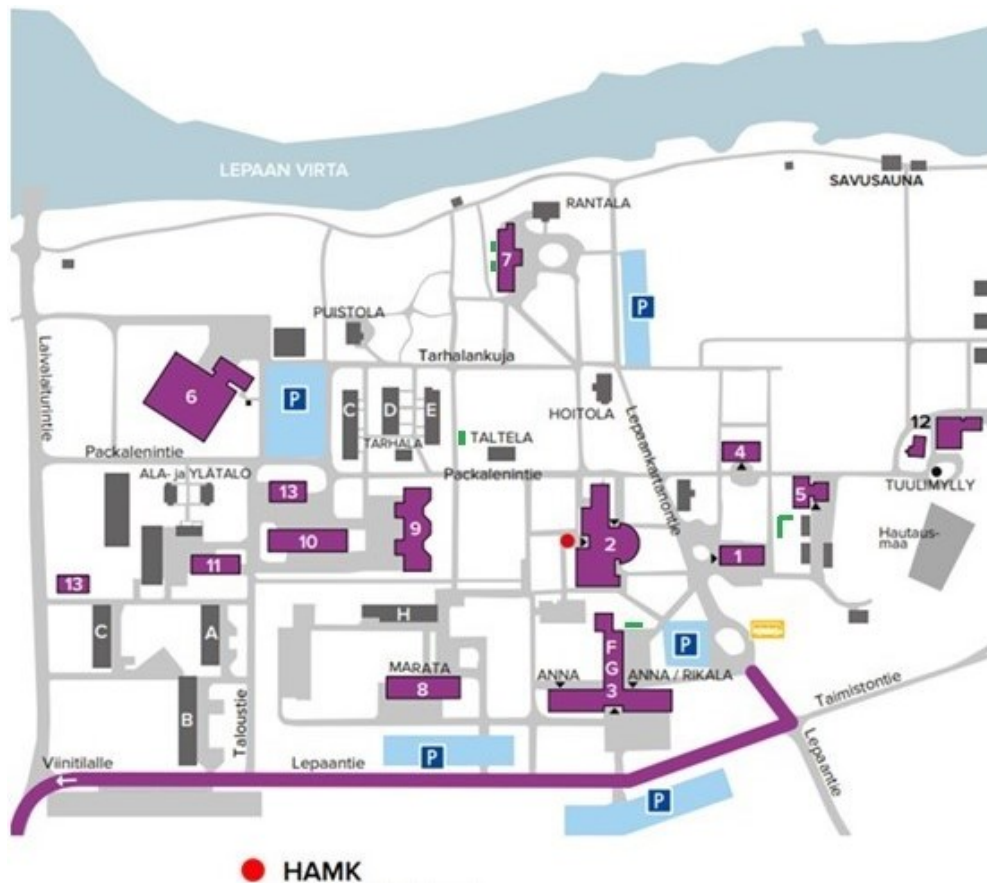 LEPAAN VIRTA
SAVUSAUNA
RANTALA
7
P
PUISTOLA
Tarhalankuja
Laivalaiturintie
6
P
C
D
E
HOITOLA
Lepaankartanontie
12
TARHALA
TALTELA
4
Packalenintie
Packalenintie
TUULIMYLLY
ALA- ja YLÄTALO
13
9
5
Hautaus-
maa
10
2
1
11
13
H
C
A
F
G
3
P
MARATA
8
ANNA
ANNA / RIKALA
B
Taloustie
Taimistontie
Viinitilalle
Lepaantie
P
P
Lepaantie
HAMK